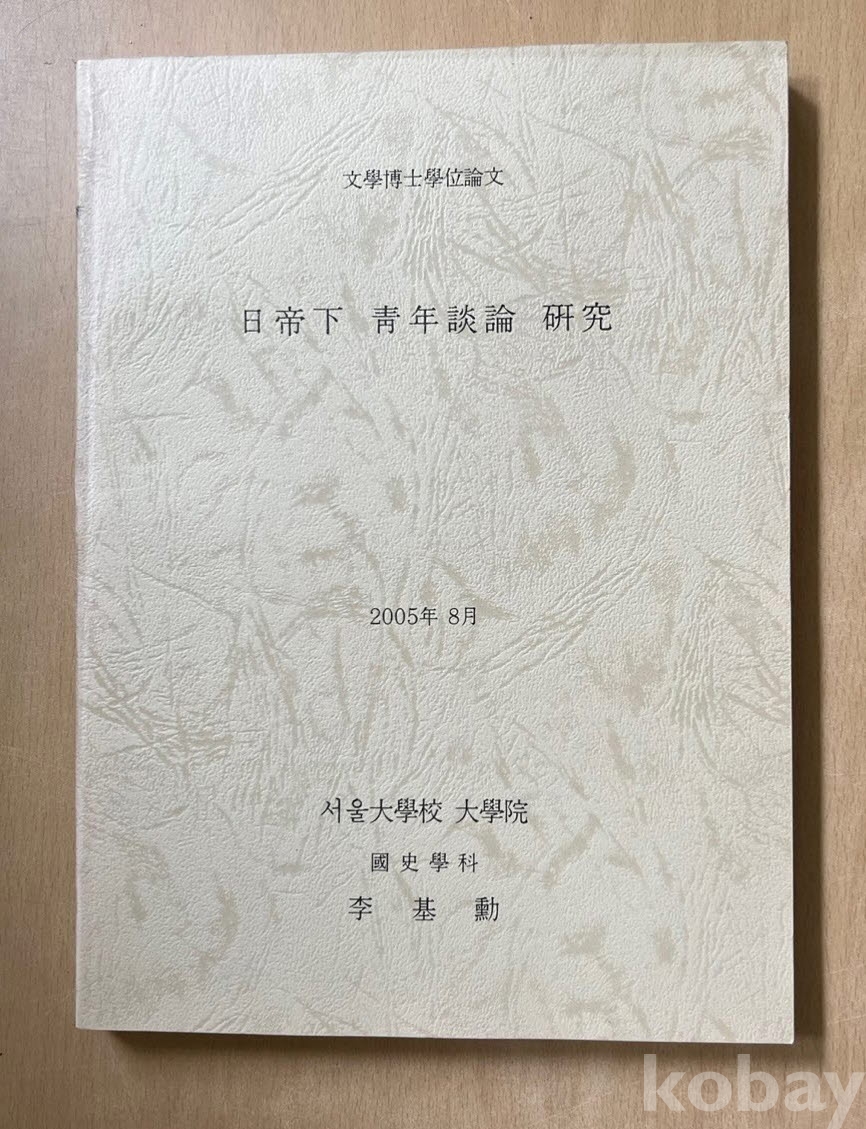 文學博士學位論文
日帝下 靑年談論 硏究
2005年 8月
서울大學校 大學院
國史學科
李基勳
kobay